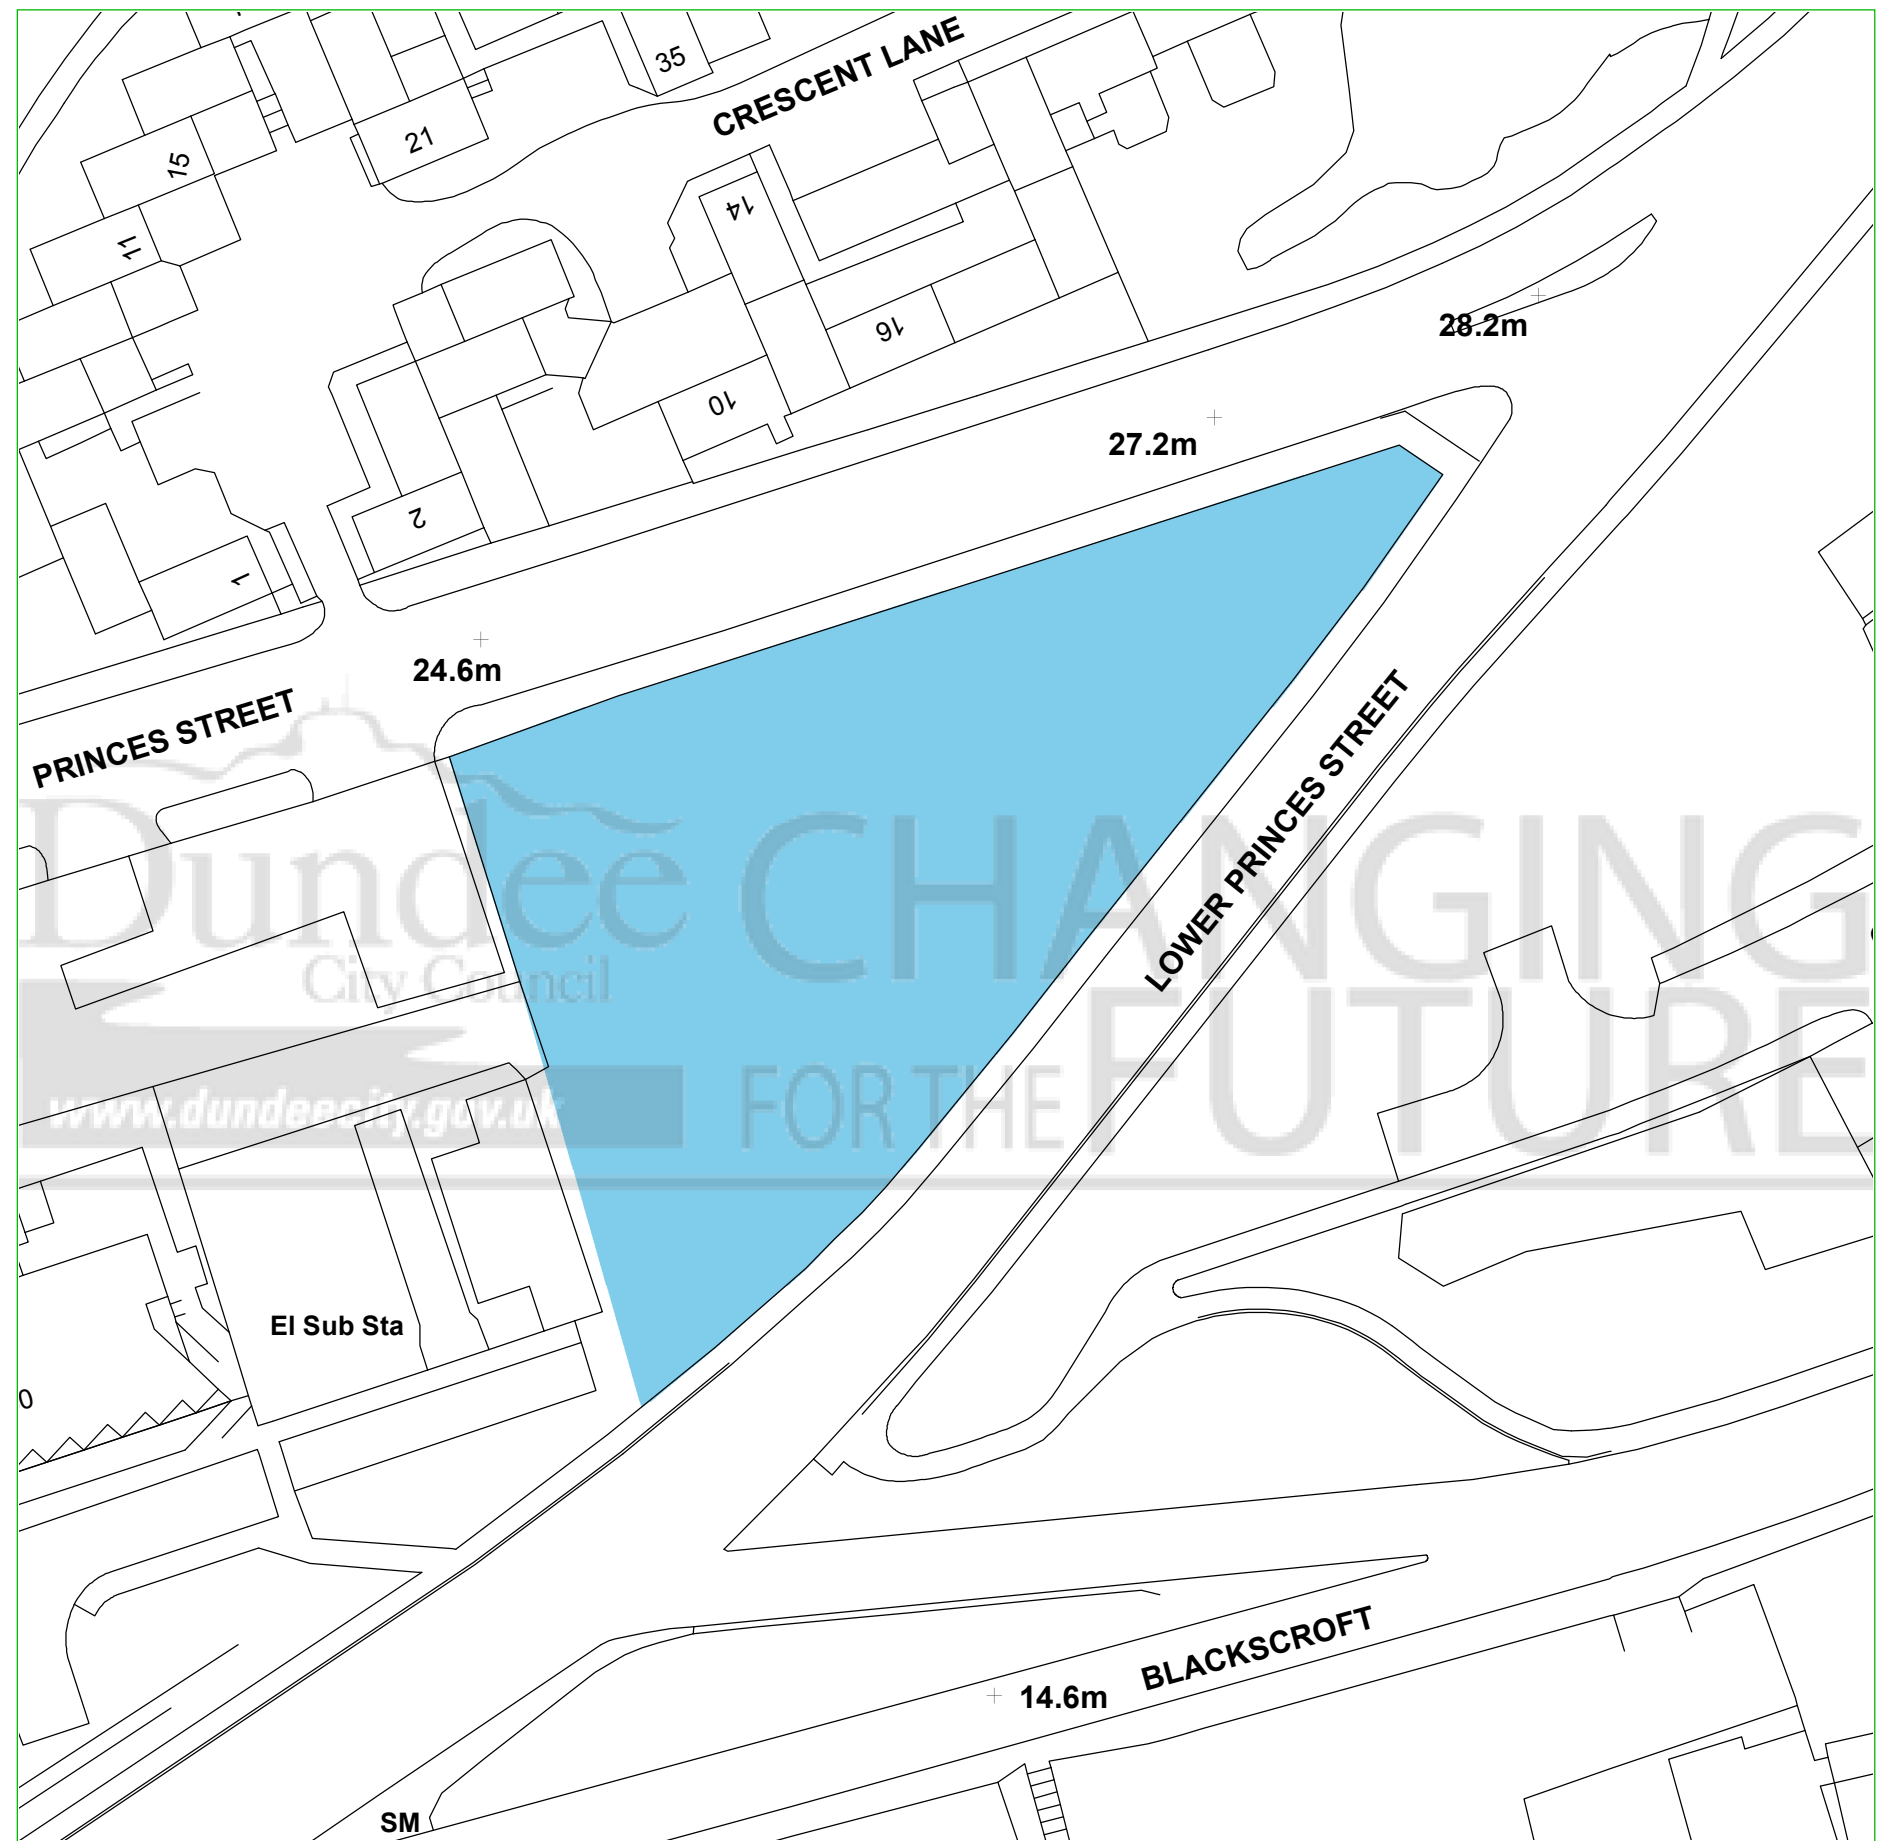 35
CRESCENT LANE
21
15
14
11
28.2m
16
10
27.2m
2
1
24.6m
PRINCES STREET
LOWER PRINCES STREET
Dundee
City Council
www.dundeecity.gov.uk
CHANGING
FOR THE FUTURE
El Sub Sta
0
BLACKSCROFT
14.6m
SM